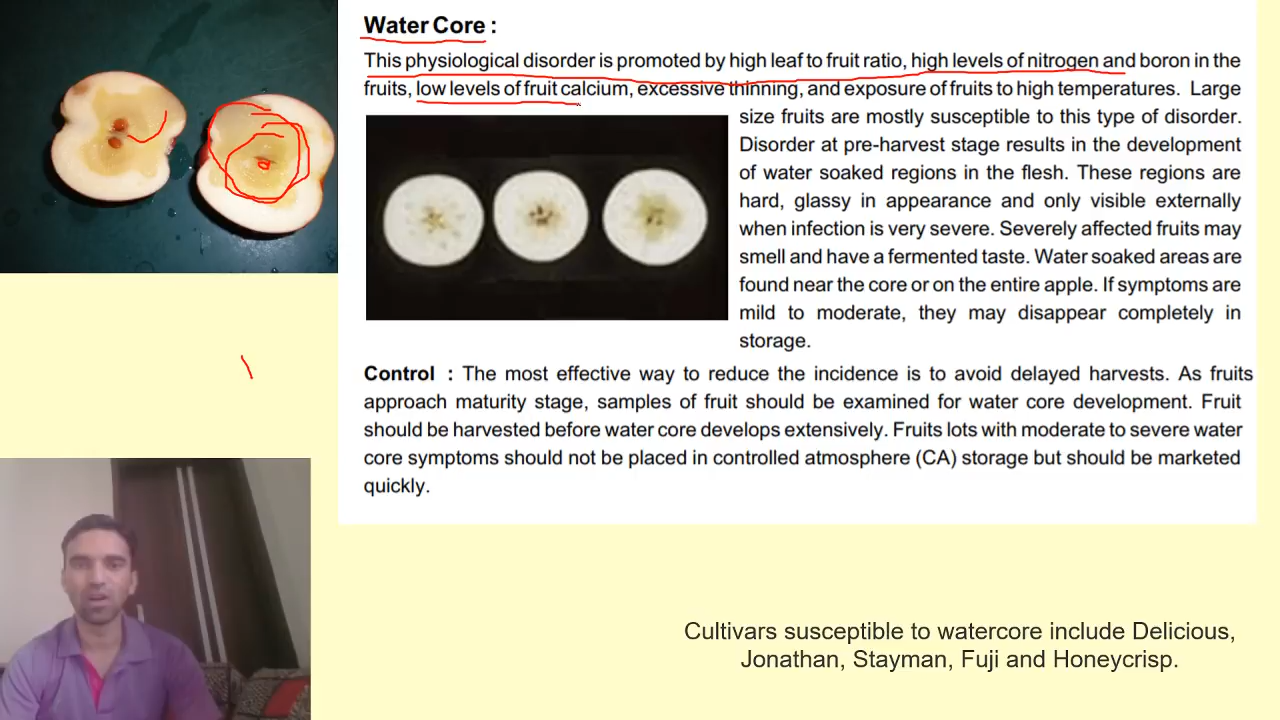 Water Core :
This physiological disorder is promoted by high leaf to fruit ratio, high levels of nitrogen and boron in the
fruits, low levels of fruit calcium, excessive thinning, and exposure of fruits to high temperatures. Large
size fruits are mostly susceptible to this type of disorder.
Disorder at pre-harvest stage results in the development
of water soaked regions in the flesh. These regions are
hard, glassy in appearance and only visible externally
when infection is very severe. Severely affected fruits may
smell and have a fermented taste. Water soaked areas are
found near the core or on the entire apple. If symptoms are
mild to moderate, they may disappear completely in
storage.
Control : The most effective way to reduce the incidence is to avoid delayed harvests. As fruits
approach maturity stage, samples of fruit should be examined for water core development. Fruit
should be harvested before water core develops extensively. Fruits lots with moderate to severe water
core symptoms should not be placed in controlled atmosphere (CA) storage but should be marketed
quickly.
Cultivars susceptible to watercore include Delicious,
Jonathan, Stayman, Fuji and Honeycrisp.